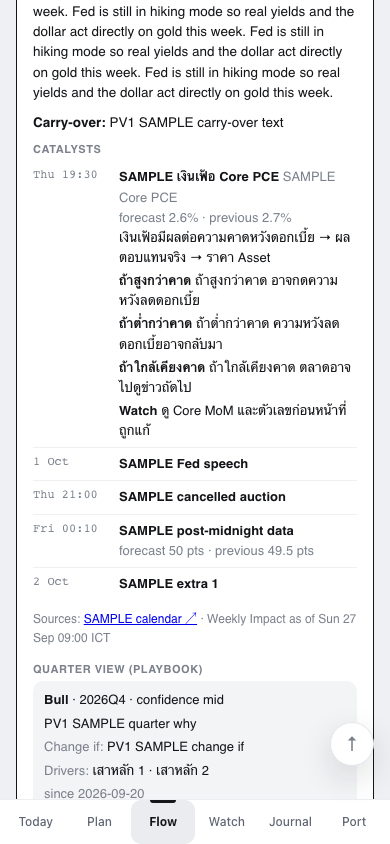 week. Fed is still in hiking mode so real yields and the
dollar act directly on gold this week. Fed is still in
hiking mode so real yields and the dollar act directly
on gold this week. Fed is still in hiking mode so real
yields and the dollar act directly on gold this week.
Carry-over: PV1 SAMPLE carry-over text
CATALYSTS
Thu 19:30 SAMPLE เงินเฟ้อ Core PCE SAMPLE
Core PCE
forecast 2.6% · previous 2.7%
เงินเฟ้อมีผลต่อความคาดหวังดอกเบี้ย → ผล
ตอบแทนจริง → ราคา Asset
ถ้าสูงกว่าคาด ถ้าสูงกว่าคาด อาจกดความ
หวังลดดอกเบี้ย
ถ้าต่ำกว่าคาด ถ้าต่ำกว่าคาด ความหวังลด
ดอกเบี้ยอาจกลับมา
ถ้าใกล้เคียงคาด ถ้าใกล้เคียงคาด ตลาดอาจ
ไปดูข่าวถัดไป
Watch ดู Core MoM และตัวเลขก่อนหน้าที่
ถูกแก้
1 Oct SAMPLE Fed speech
Thu 21:00 SAMPLE cancelled auction
Fri 00:10 SAMPLE post-midnight data
forecast 50 pts · previous 49.5 pts
2 Oct SAMPLE extra 1
Sources: SAMPLE calendar ↗ · Weekly Impact as of Sun 27
Sep 09:00 ICT
QUARTER VIEW (PLAYBOOK)
Bull · 2026Q4 · confidence mid
PV1 SAMPLE quarter why
Change if: PV1 SAMPLE change if
Drivers: เสาหลัก 1 · เสาหลัก 2
since 2026-09-20
↑
Today Plan Flow Watch Journal Port